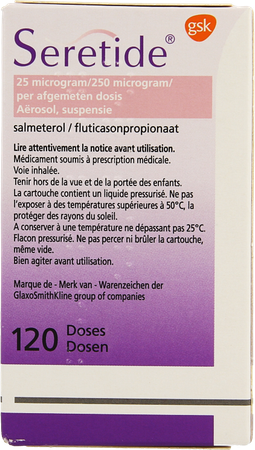 gsk
Seretide®
25 microgram/250 microgram/
per afgemeten dosis
Aërosol, suspensie
salmeterol / fluticasonpropionaat
Lire attentivement la notice avant utilisation.
Médicament soumis à prescription médicale.
Voie inhalée.
Tenir hors de la vue et de la portée des enfants.
La cartouche contient un liquide pressurisé. Ne pas
l'exposer à des températures supérieures à 50°C, la
protéger des rayons du soleil.
A conserver à une température ne dépassant pas 25°C.
Flacon pressurisé. Ne pas percer ni brûler la cartouche,
même vide.
Bien agiter avant utilisation.
Marque de - Merk van - Warenzeichen der
GlaxoSmithKline group of companies
120 Doses
Dosen